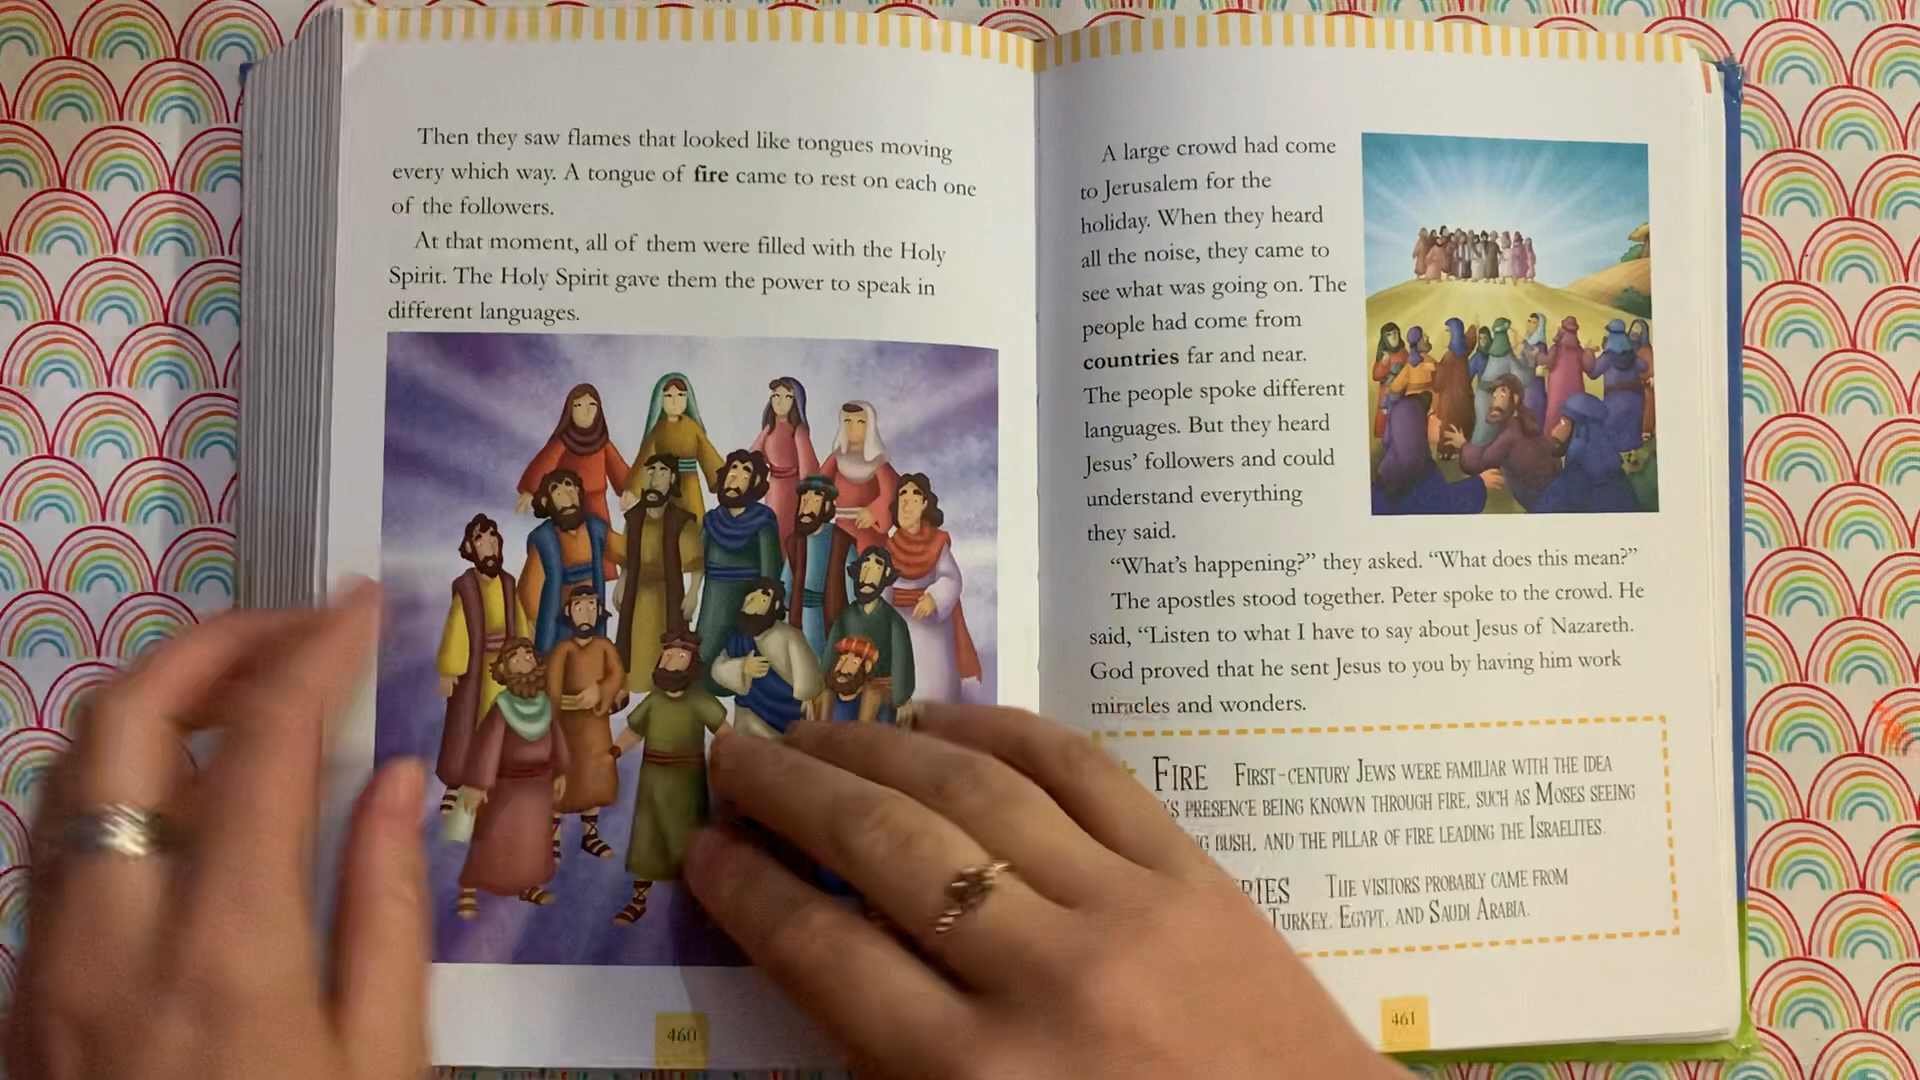 Then they saw flames that looked like tongues moving
every which way. A tongue of fire came to rest on each one
of the followers.
At that moment, all of them were filled with the Holy
Spirit. The Holy Spirit gave them the power to speak in
different languages.
460
A large crowd had come
to Jerusalem for the
holiday. When they heard
all the noise, they came to
see what was going on. The
people had come from
countries far and near.
The people spoke different
languages. But they heard
Jesus' followers and could
understand everything
they said.
"What's happening?" they asked. "What does this mean?"
The apostles stood together. Peter spoke to the crowd. He
said, "Listen to what I have to say about Jesus of Nazareth.
God proved that he sent Jesus to you by having him work
miracles and wonders.
FIRE FIRST-CENTURY JEWS WERE FAMILIAR WITH THE IDEA
'S PRESENCE BEING KNOWN THROUGH FIRE, SUCH AS MOSES SEEING
BUSH, AND THE PILLAR OF FIRE LEADING THE ISRAELITES.
THE VISITORS PROBABLY CAME FROM
TURKEY, EGYPT, AND SAUDI ARABIA.
461